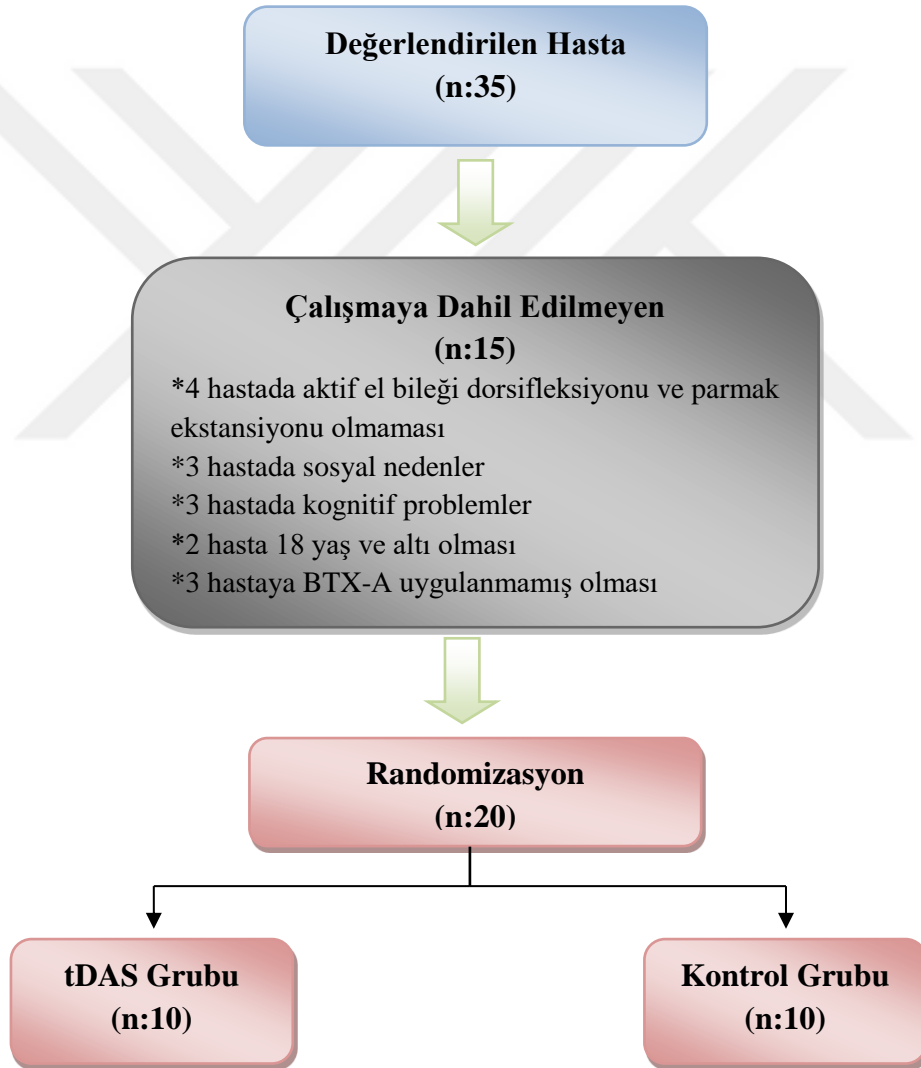 Değerlendirilen Hasta
(n:35)
Çalışmaya Dahil Edilmeyen
(n:15)
*4 hastada aktif el bileği dorsifleksiyonu ve parmak
ekstansiyonu olmaması
*3 hastada sosyal nedenler
*3 hastada kognitif problemler
*2 hasta 18 yaş ve altı olması
*3 hastaya BTX-A uygulanmamış olması
Randomizasyon
(n:20)
tDAS Grubu
(n:10)
Kontrol Grubu
(n:10)